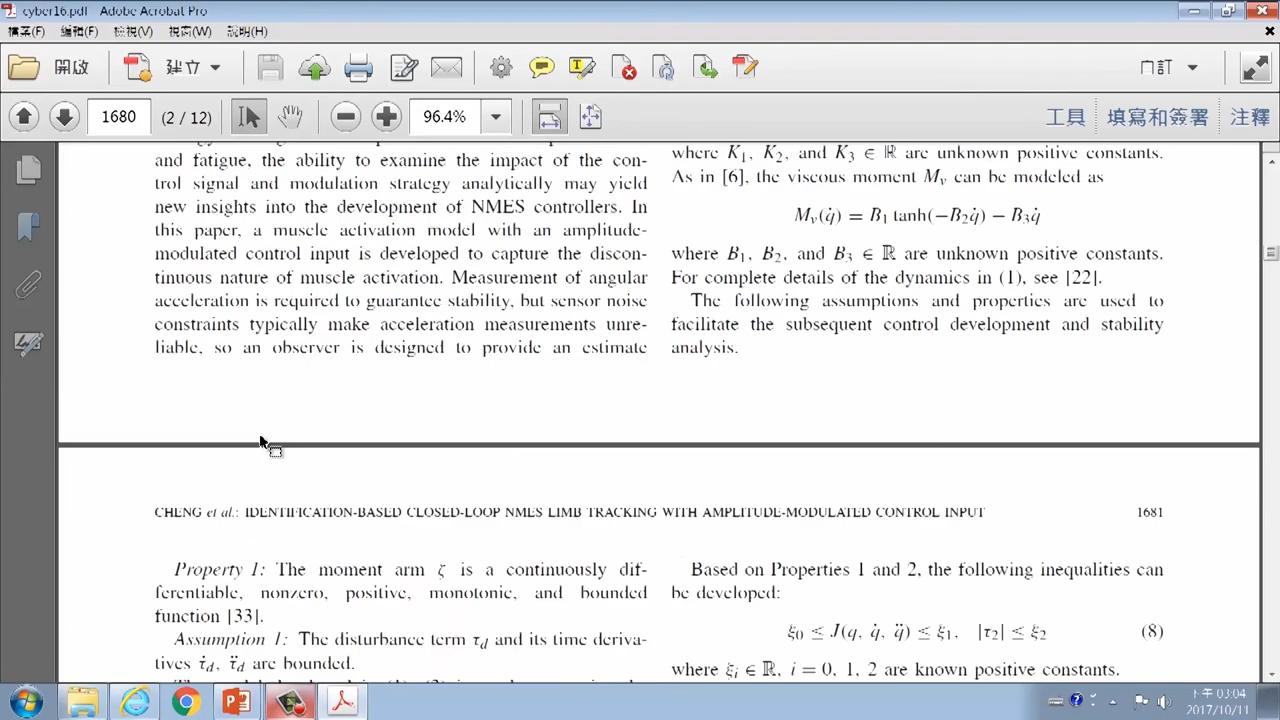 cyber16.pdf - Adobe Acrobat Pro
檔案(F) 編輯(E) 檢視(V) 視窗(W) 說明(H)
開啟 建立 自訂
1680 (2 / 12) 96.4% 工具 填寫和簽署 注釋
and fatigue, the ability to examine the impact of the con-
trol signal and modulation strategy analytically may yield
new insights into the development of NMES controllers. In
this paper, a muscle activation model with an amplitude-
modulated control input is developed to capture the discon-
tinuous nature of muscle activation. Measurement of angular
acceleration is required to guarantee stability, but sensor noise
constraints typically make acceleration measurements unre-
liable, so an observer is designed to provide an estimate
where K₁, K₂, and K₃ ∈ ℝ are unknown positive constants.
As in [6], the viscous moment Mᵥ can be modeled as
Mᵥ(q̇) = B₁ tanh(−B₂q̇) − B₃q̇
where B₁, B₂, and B₃ ∈ ℝ are unknown positive constants.
For complete details of the dynamics in (1), see [22].
The following assumptions and properties are used to
facilitate the subsequent control development and stability
analysis.
CHENG et al.: IDENTIFICATION-BASED CLOSED-LOOP NMES LIMB TRACKING WITH AMPLITUDE-MODULATED CONTROL INPUT 1681
Property 1: The moment arm ζ is a continuously dif-
ferentiable, nonzero, positive, monotonic, and bounded
function [33].
Assumption 1: The disturbance term τd and its time deriva-
tives τ̇d, τ̈d are bounded.
Based on Properties 1 and 2, the following inequalities can
be developed:
ξ₀ ≤ J(q, q̇, q̈) ≤ ξ₁, |τ₂| ≤ ξ₂ (8)
where ξᵢ ∈ ℝ, i = 0, 1, 2 are known positive constants.
下午 03:04
2017/10/11